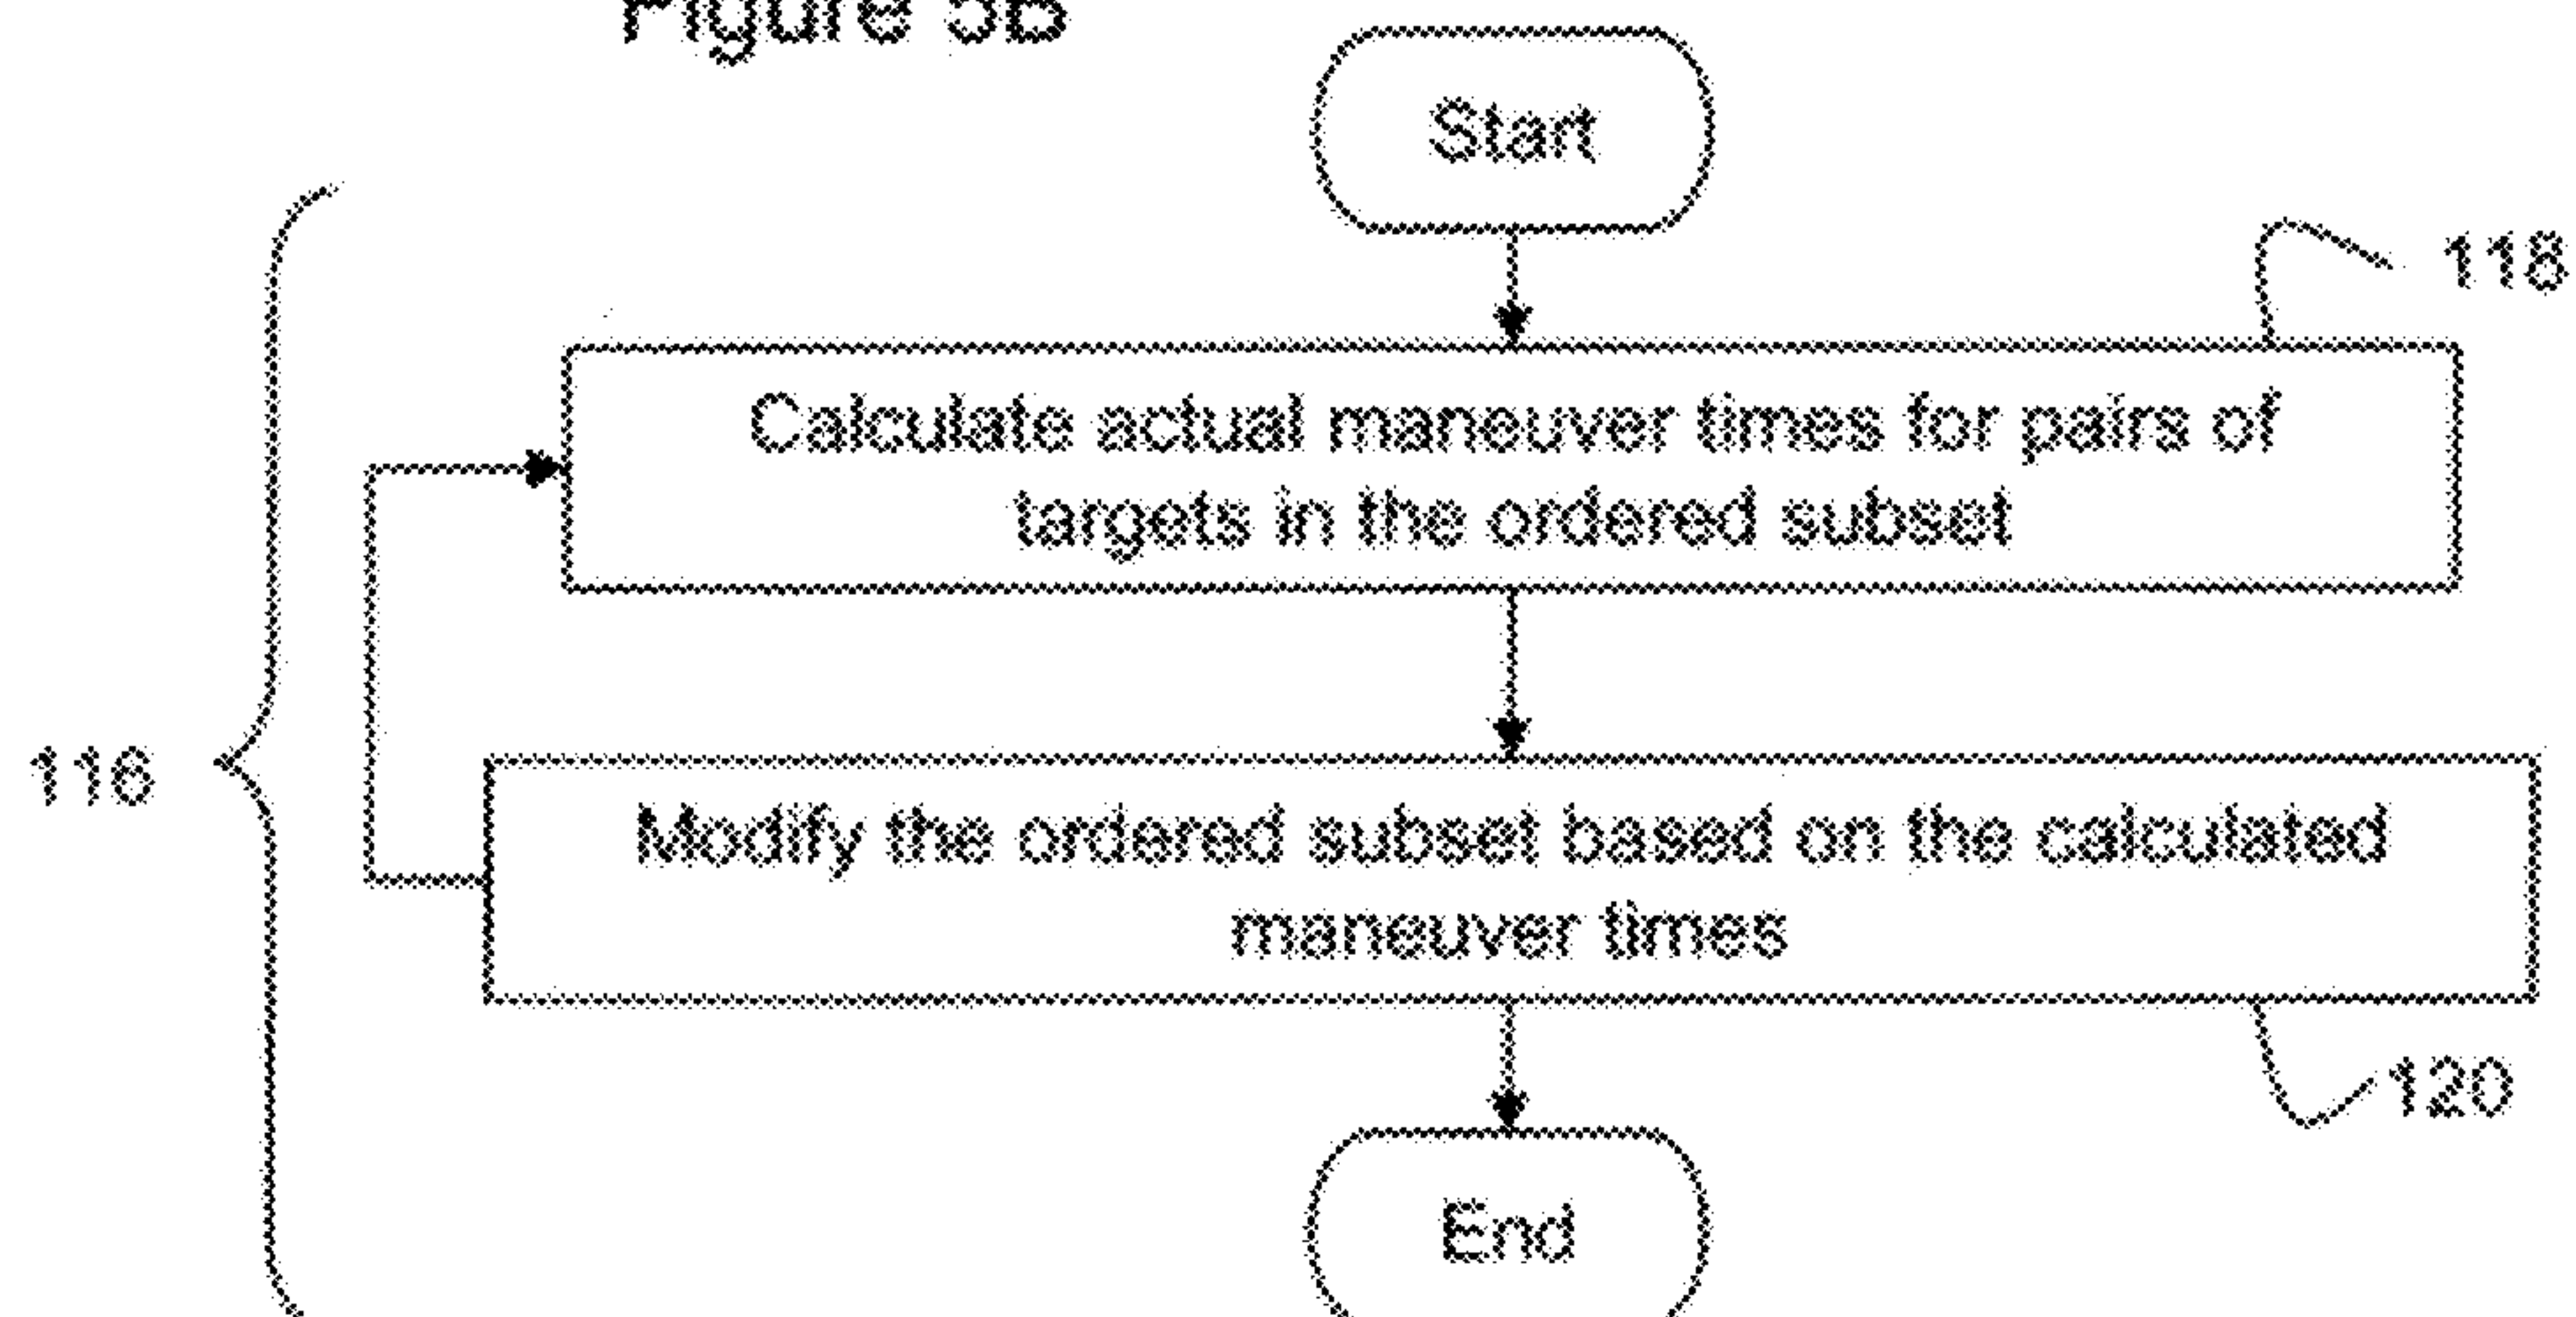 Figure 5B
Start
118
Calculate actual maneuver times for pairs of
targets in the ordered subset
116
Modify the ordered subset based on the calculated
maneuver times
120
End